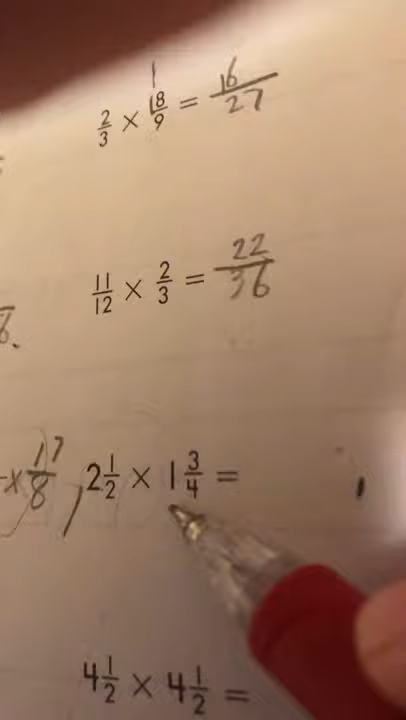 2/3 × 18/9 = 16/27
11/12 × 2/3 = 22/36
× 17/8, 2 1/2 × 1 3/4 =
4 1/2 × 4 1/2 =